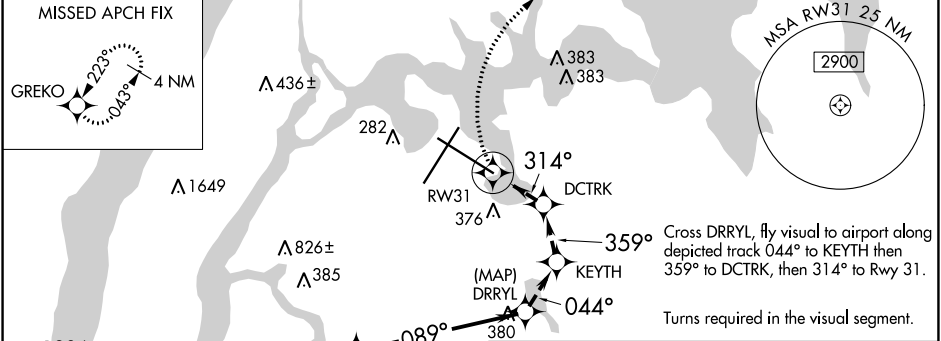 MISSED APCH FIX
GREKO
223°
043°
4 NM
436±
383
383
MSA RW31 25 NM
2900
282
1649
RW31
314°
376
DCTRK
826±
385
359°
KEYTH
(MAP)
DRRYL
044°
380
089°
Cross DRRYL, fly visual to airport along
depicted track 044° to KEYTH then
359° to DCTRK, then 314° to Rwy 31.
Turns required in the visual segment.